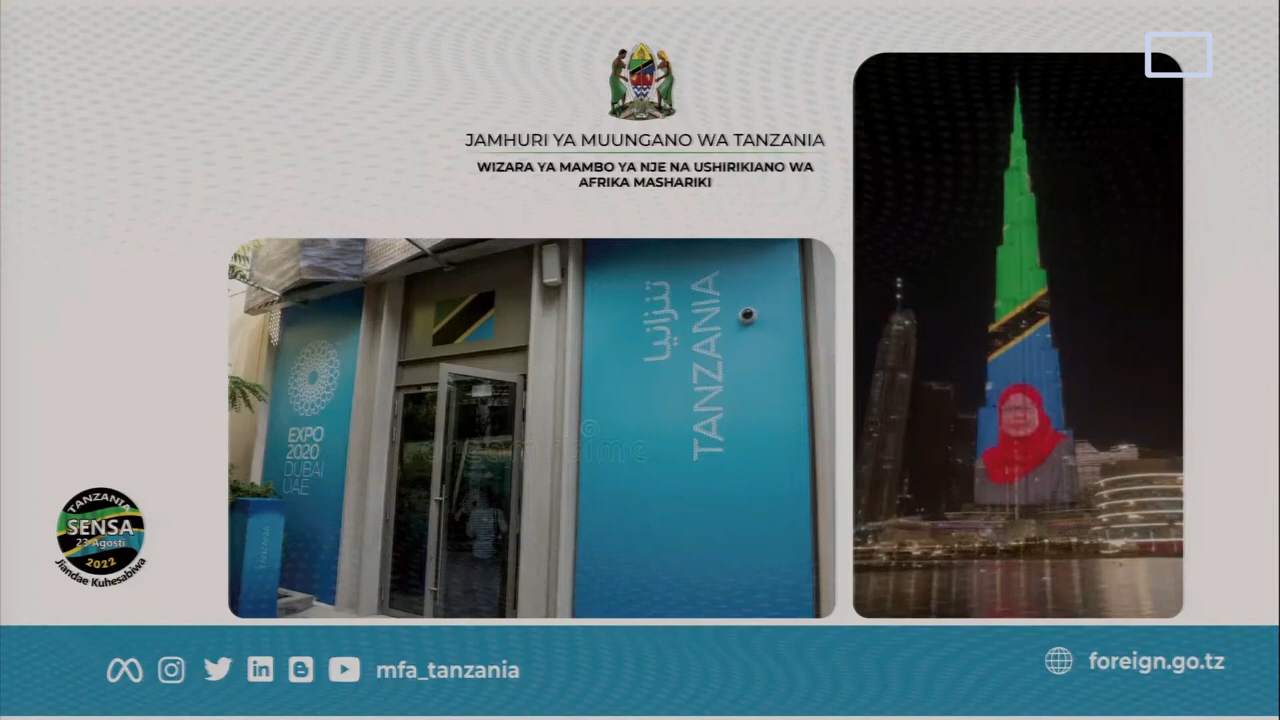 JAMHURI YA MUUNGANO WA TANZANIA
WIZARA YA MAMBO YA NJE NA USHIRIKIANO WA
AFRIKA MASHARIKI
EXPO
2020
DUBAI
UAE
تنزانيا
TANZANIA
TANZANIA
TANZANIA
SENSA
23 Agosti
2022
Jiandae Kuhesabiwa
mfa_tanzania
foreign.go.tz